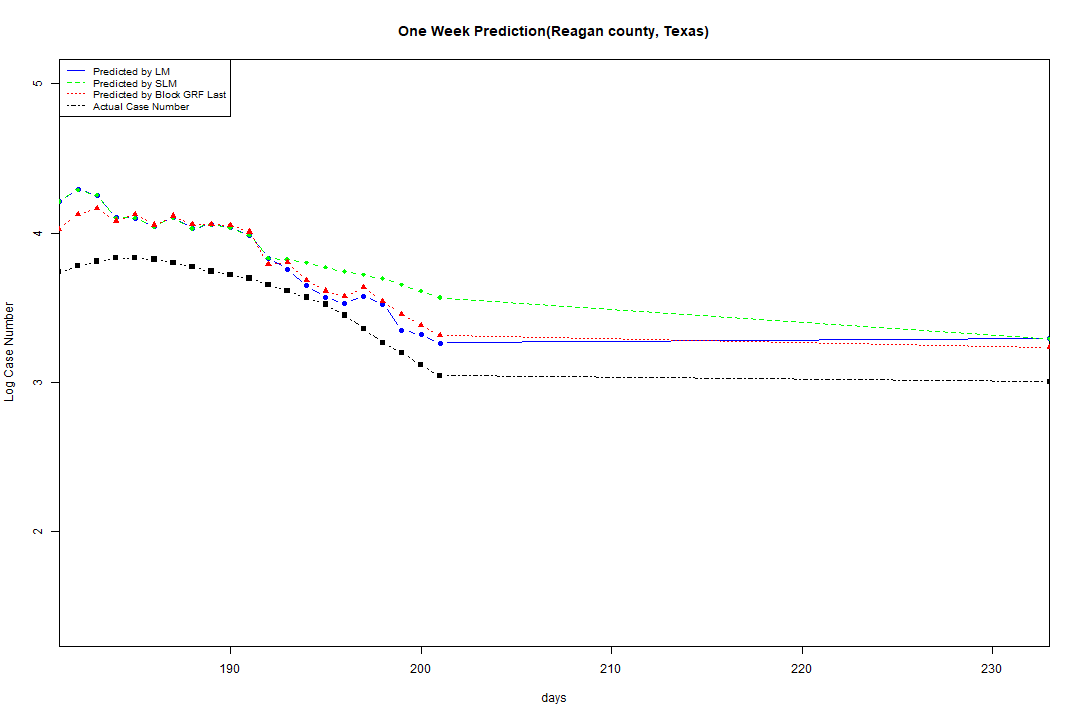 One Week Prediction(Reagan county, Texas)
Predicted by LM
Predicted by SLM
Predicted by Block GRF Last
Actual Case Number
5
4
3
2
Log Case Number
190
200
210
220
230
days